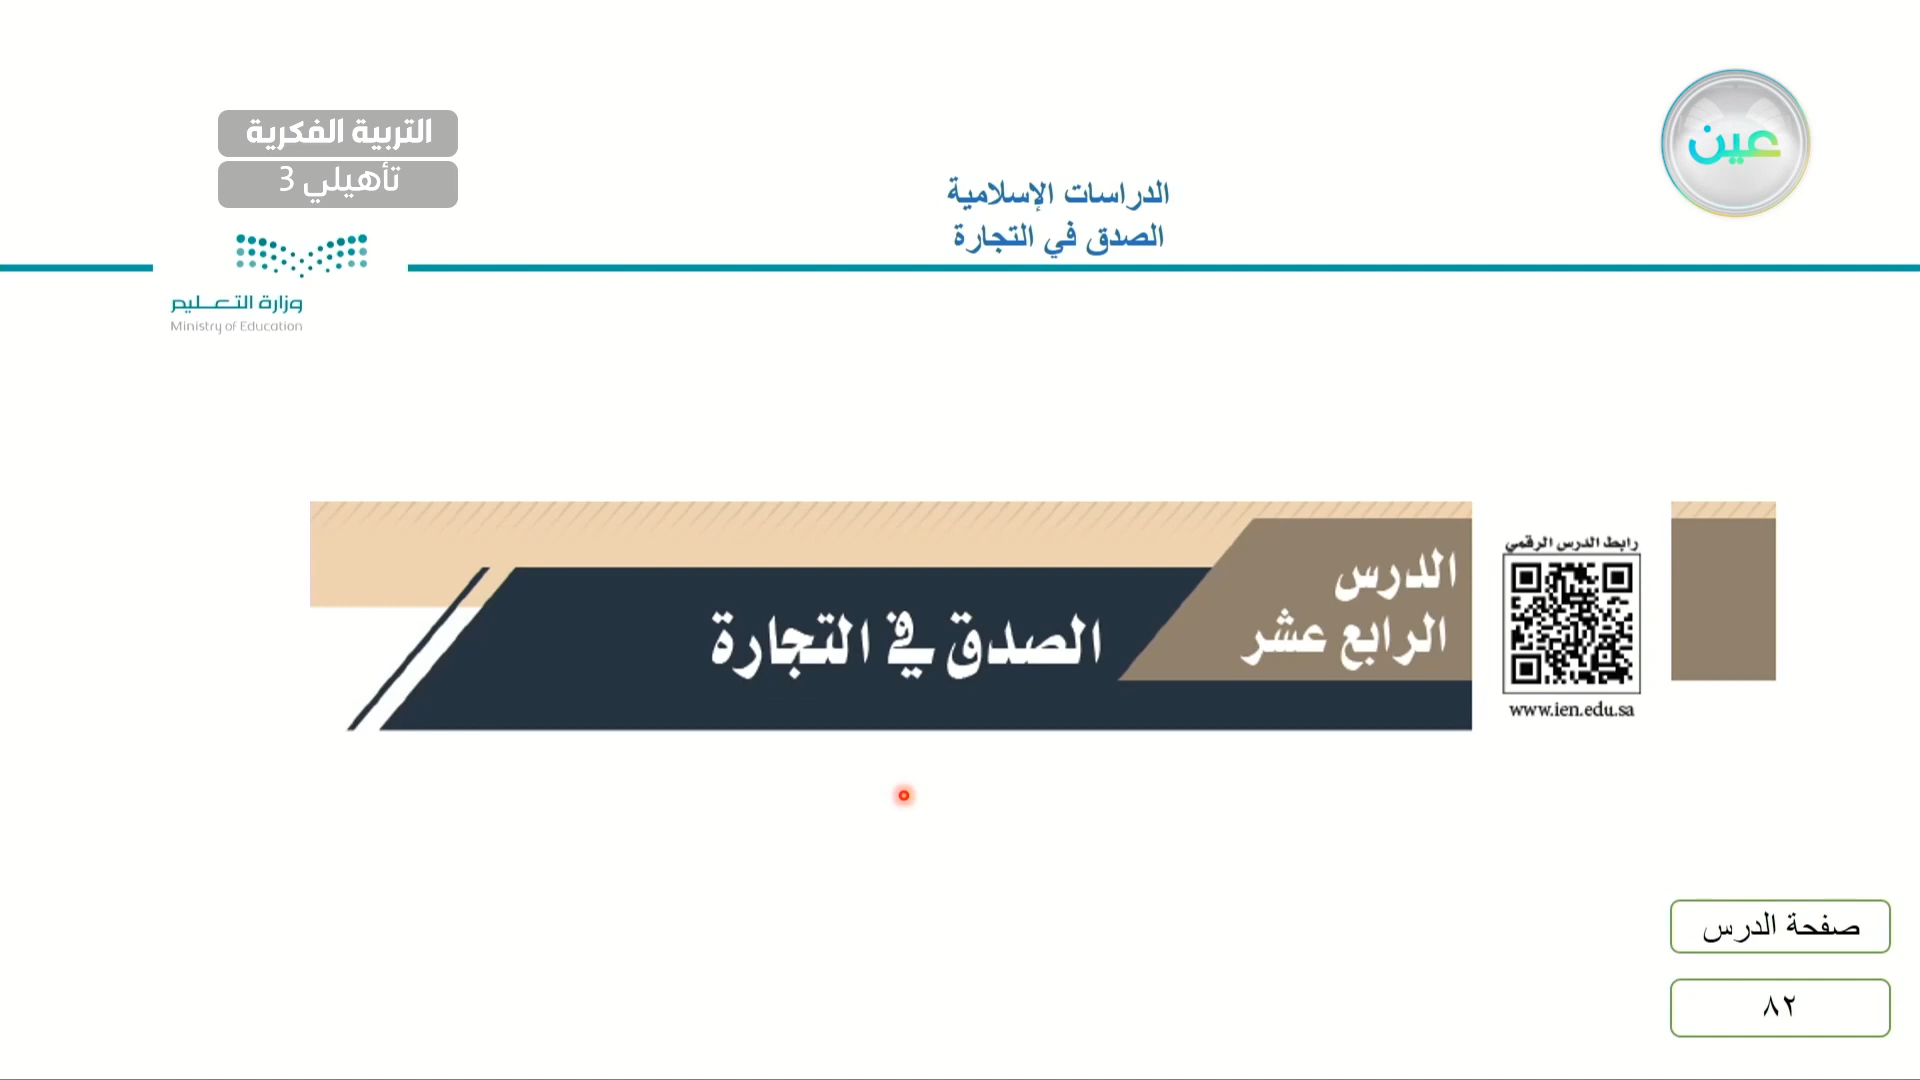 عين
التربية الفكرية
تأهيلي 3
الدراسات الإسلامية
الصدق في التجارة
وزارة التعليم
Ministry of Education
رابط الدرس الرقمي
www.ien.edu.sa
الدرس
الرابع عشر
الصدق في التجارة
صفحة الدرس
٨٢